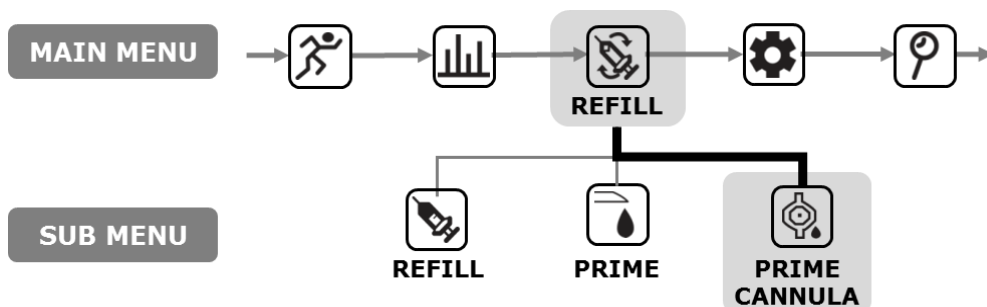 MAIN MENU
REFILL
SUB MENU
REFILL
PRIME
PRIME
CANNULA